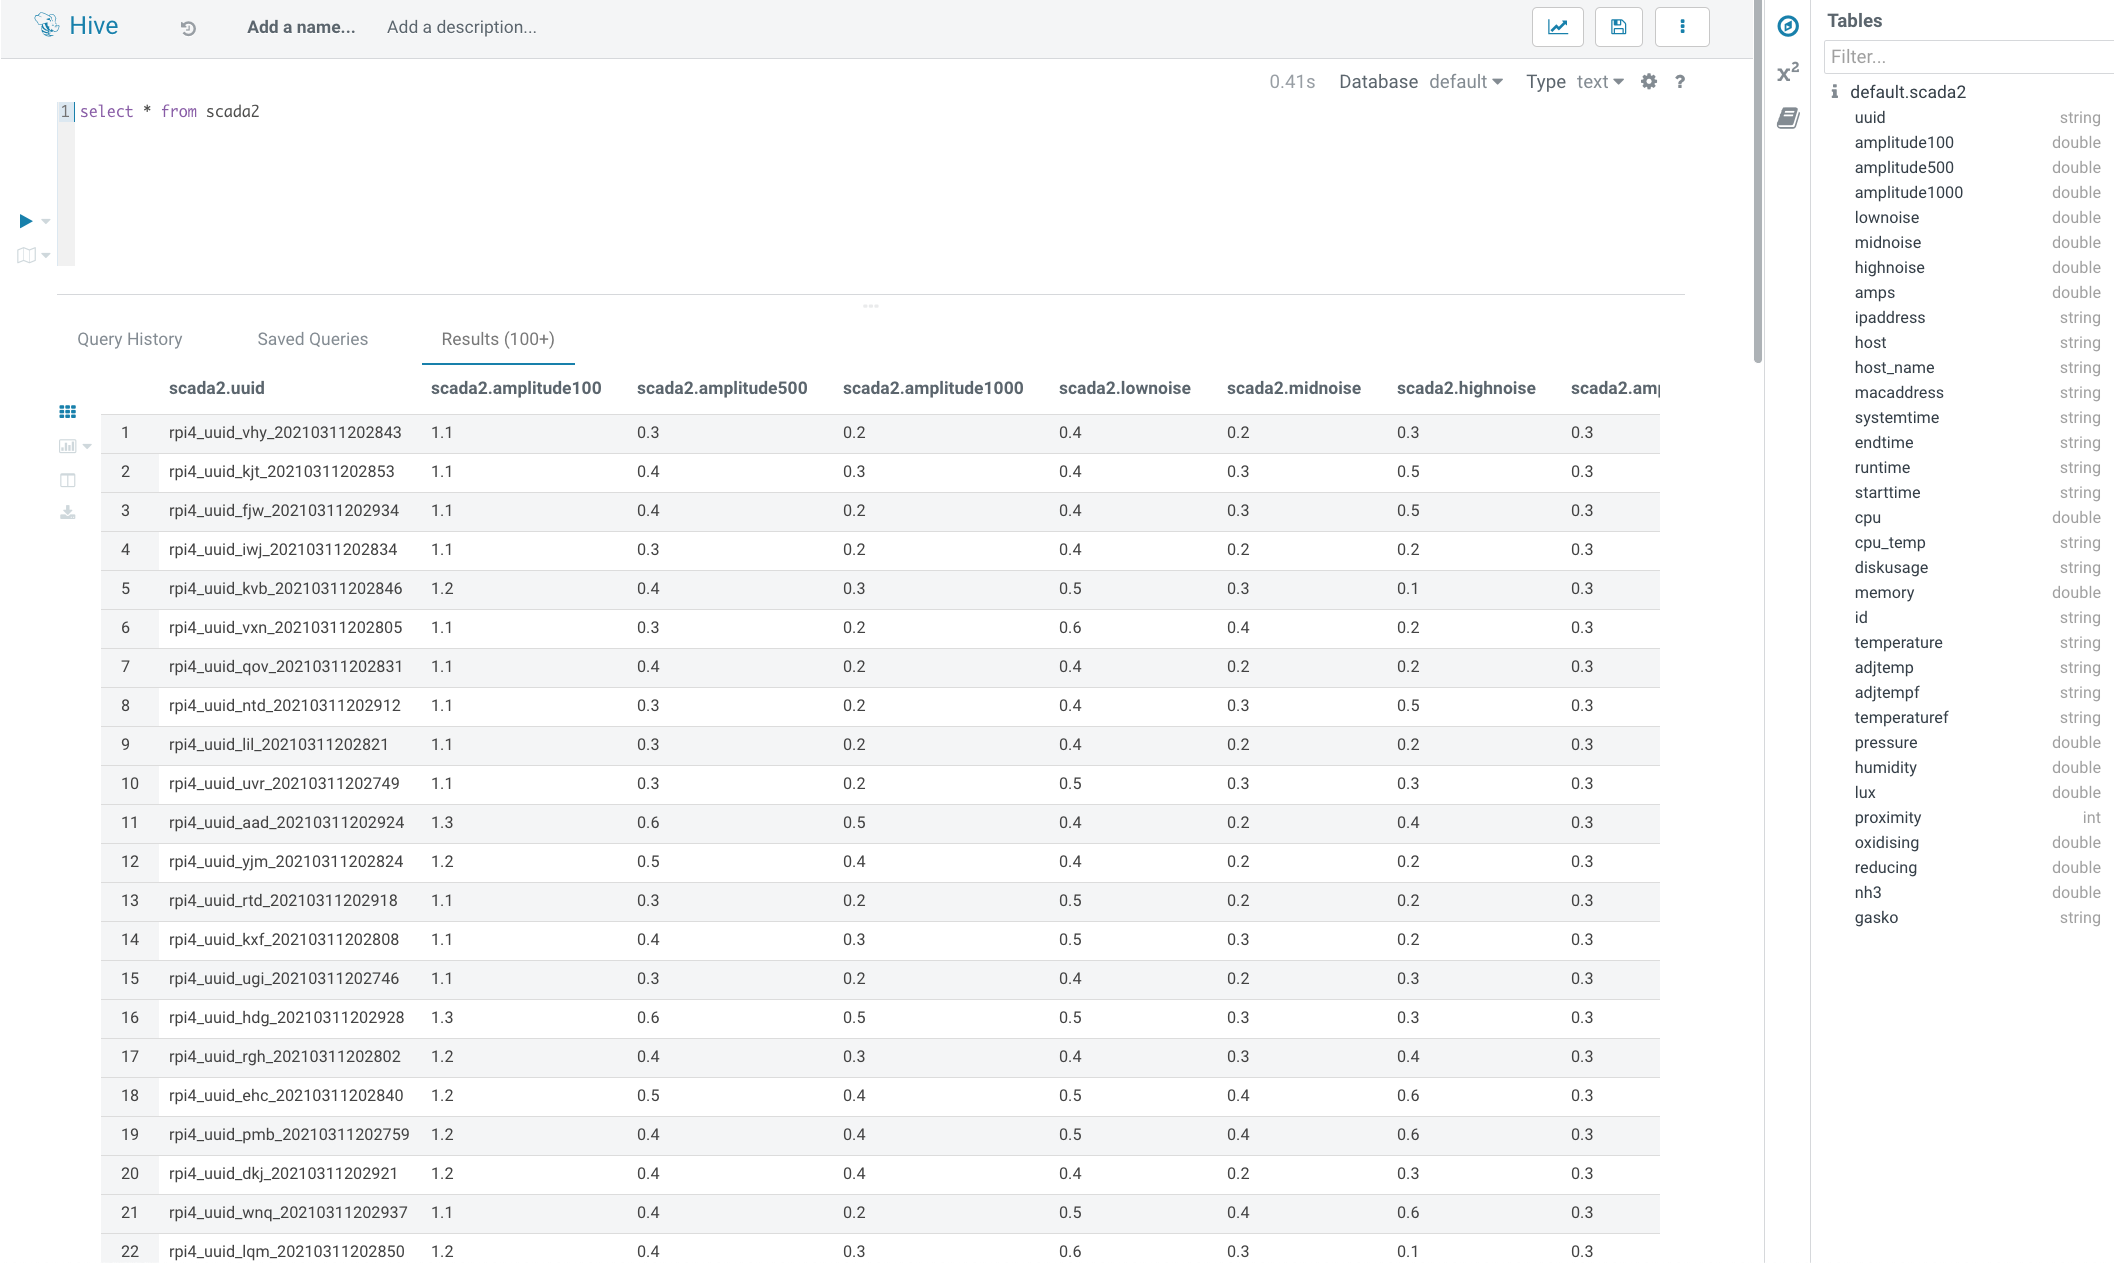 Hive Add a name... Add a description...
0.41s Database default Type text ?
1 select * from scada2
Query History Saved Queries Results (100+)
scada2.uuid scada2.amplitude100 scada2.amplitude500 scada2.amplitude1000 scada2.lownoise scada2.midnoise scada2.highnoise scada2.amp
1 rpi4_uuid_vhy_20210311202843 1.1 0.3 0.2 0.4 0.2 0.3 0.3
2 rpi4_uuid_kjt_20210311202853 1.1 0.4 0.3 0.4 0.3 0.5 0.3
3 rpi4_uuid_fjw_20210311202934 1.1 0.4 0.2 0.4 0.3 0.5 0.3
4 rpi4_uuid_iwj_20210311202834 1.1 0.3 0.2 0.4 0.2 0.2 0.3
5 rpi4_uuid_kvb_20210311202846 1.2 0.4 0.3 0.5 0.3 0.1 0.3
6 rpi4_uuid_vxn_20210311202805 1.1 0.3 0.2 0.6 0.4 0.2 0.3
7 rpi4_uuid_qov_20210311202831 1.1 0.4 0.2 0.4 0.2 0.2 0.3
8 rpi4_uuid_ntd_20210311202912 1.1 0.3 0.2 0.4 0.3 0.5 0.3
9 rpi4_uuid_lil_20210311202821 1.1 0.3 0.2 0.4 0.2 0.2 0.3
10 rpi4_uuid_uvr_20210311202749 1.1 0.3 0.2 0.5 0.3 0.3 0.3
11 rpi4_uuid_aad_20210311202924 1.3 0.6 0.5 0.4 0.2 0.4 0.3
12 rpi4_uuid_yjm_20210311202824 1.2 0.5 0.4 0.4 0.2 0.2 0.3
13 rpi4_uuid_rtd_20210311202918 1.1 0.3 0.2 0.5 0.2 0.2 0.3
14 rpi4_uuid_kxf_20210311202808 1.1 0.4 0.3 0.5 0.3 0.2 0.3
15 rpi4_uuid_ugi_20210311202746 1.1 0.3 0.2 0.4 0.2 0.3 0.3
16 rpi4_uuid_hdg_20210311202928 1.3 0.6 0.5 0.5 0.3 0.3 0.3
17 rpi4_uuid_rgh_20210311202802 1.2 0.4 0.3 0.4 0.3 0.4 0.3
18 rpi4_uuid_ehc_20210311202840 1.2 0.5 0.4 0.5 0.4 0.6 0.3
19 rpi4_uuid_pmb_20210311202759 1.2 0.4 0.4 0.5 0.4 0.6 0.3
20 rpi4_uuid_dkj_20210311202921 1.2 0.4 0.4 0.4 0.2 0.3 0.3
21 rpi4_uuid_wnq_20210311202937 1.1 0.4 0.2 0.5 0.4 0.6 0.3
22 rpi4_uuid_lqm_20210311202850 1.2 0.4 0.3 0.6 0.3 0.1 0.3
x²
Tables
Filter...
default.scada2
uuid string
amplitude100 double
amplitude500 double
amplitude1000 double
lownoise double
midnoise double
highnoise double
amps double
ipaddress string
host string
host_name string
macaddress string
systemtime string
endtime string
runtime string
starttime string
cpu double
cpu_temp string
diskusage string
memory double
id string
temperature string
adjtemp string
adjtempf string
temperaturef string
pressure double
humidity double
lux double
proximity int
oxidising double
reducing double
nh3 double
gasko string